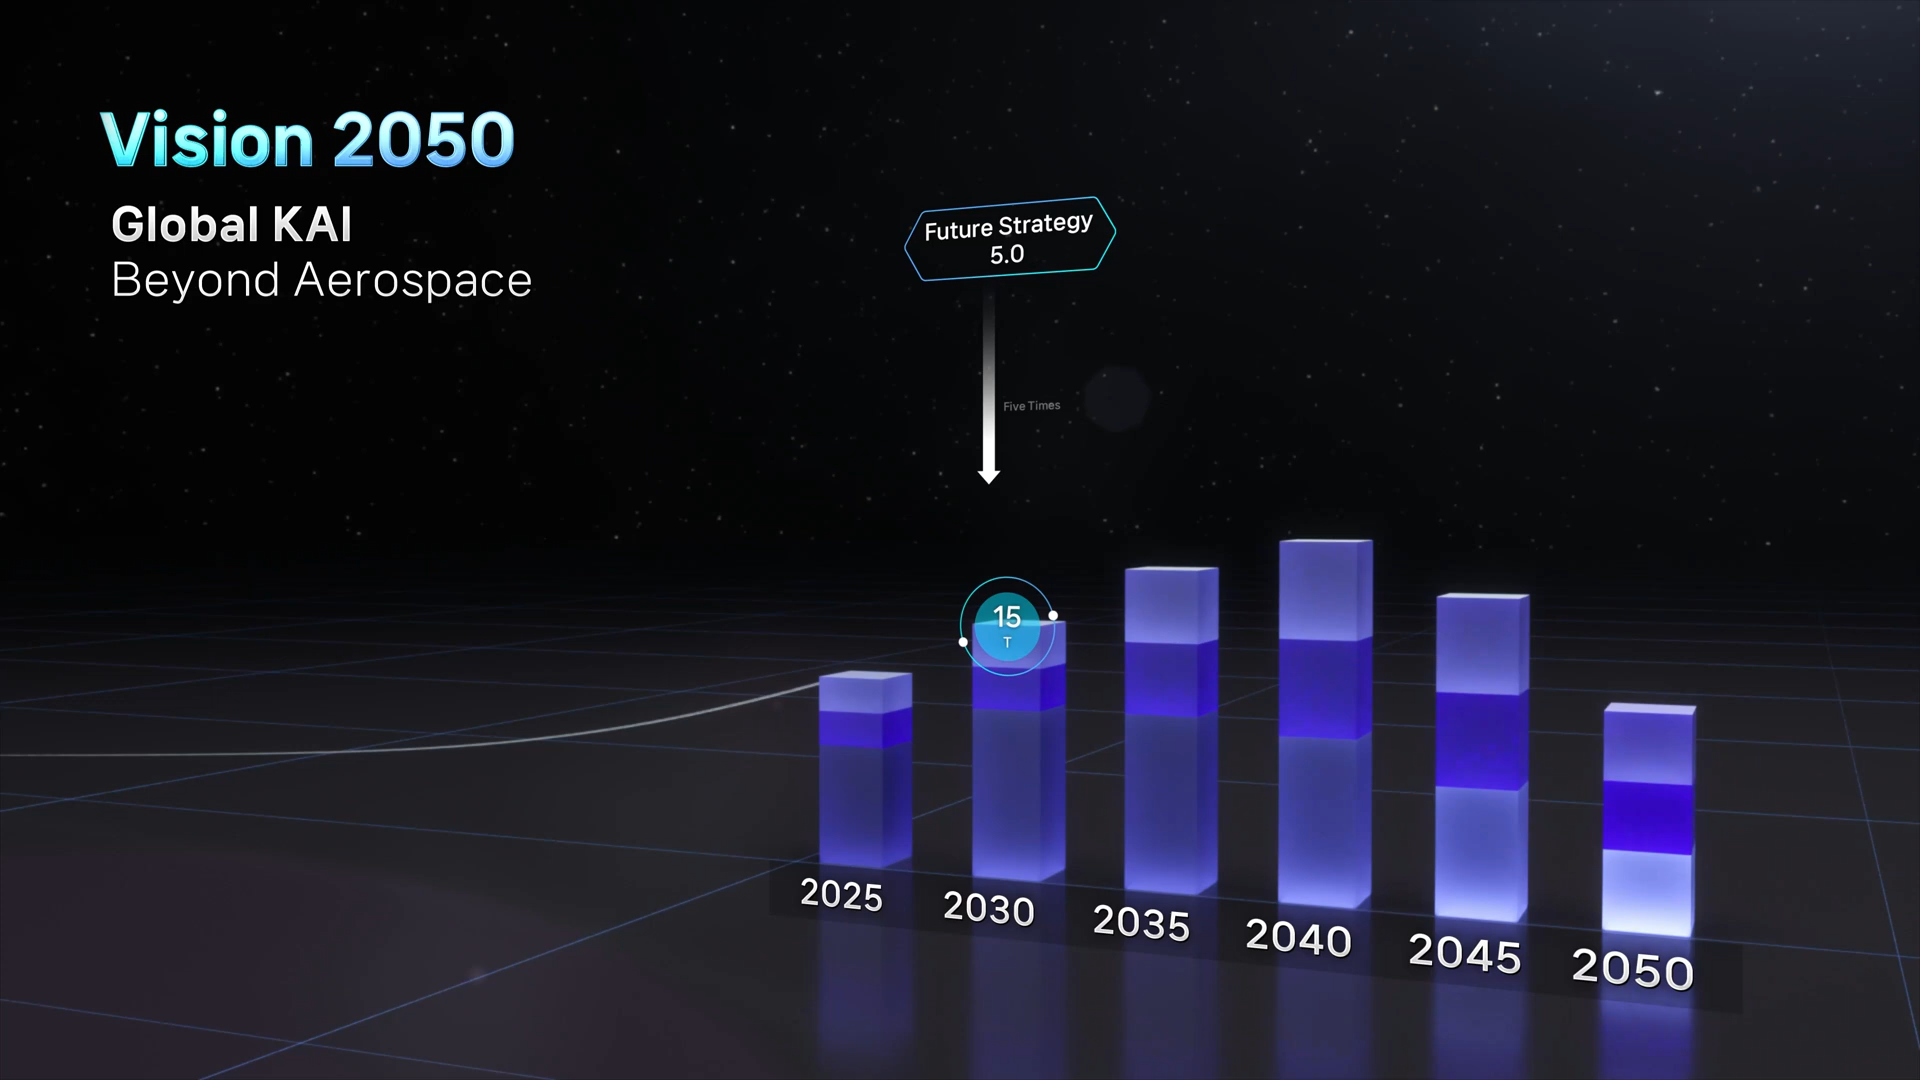 Vision 2050
Global KAI
Beyond Aerospace
Future Strategy
5.0
Five Times
15
T
2025
2030
2035
2040
2045
2050